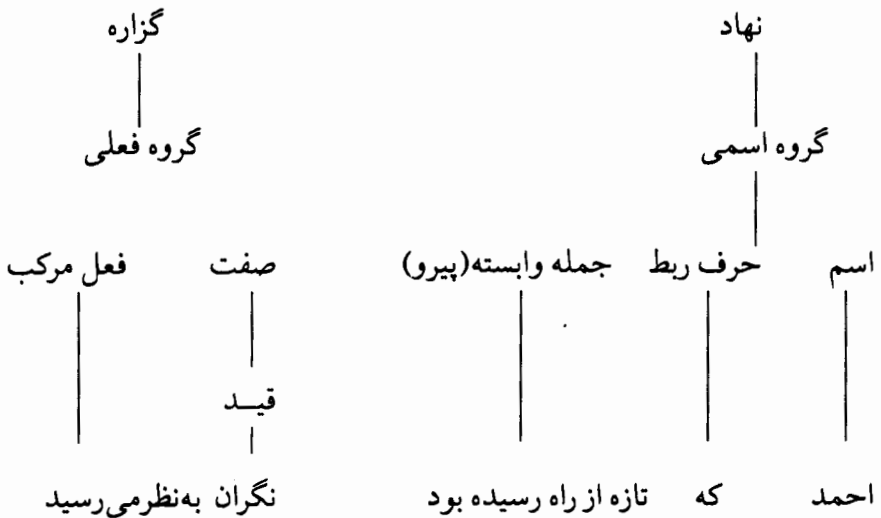 نهاد گزاره
گروه اسمی گروه فعلی
اسم حرف ربط جمله وابسته(پیرو) صفت فعل مرکب
قیـد
احمد که تازه از راه رسیده بود نگران به‌نظرمی‌رسید